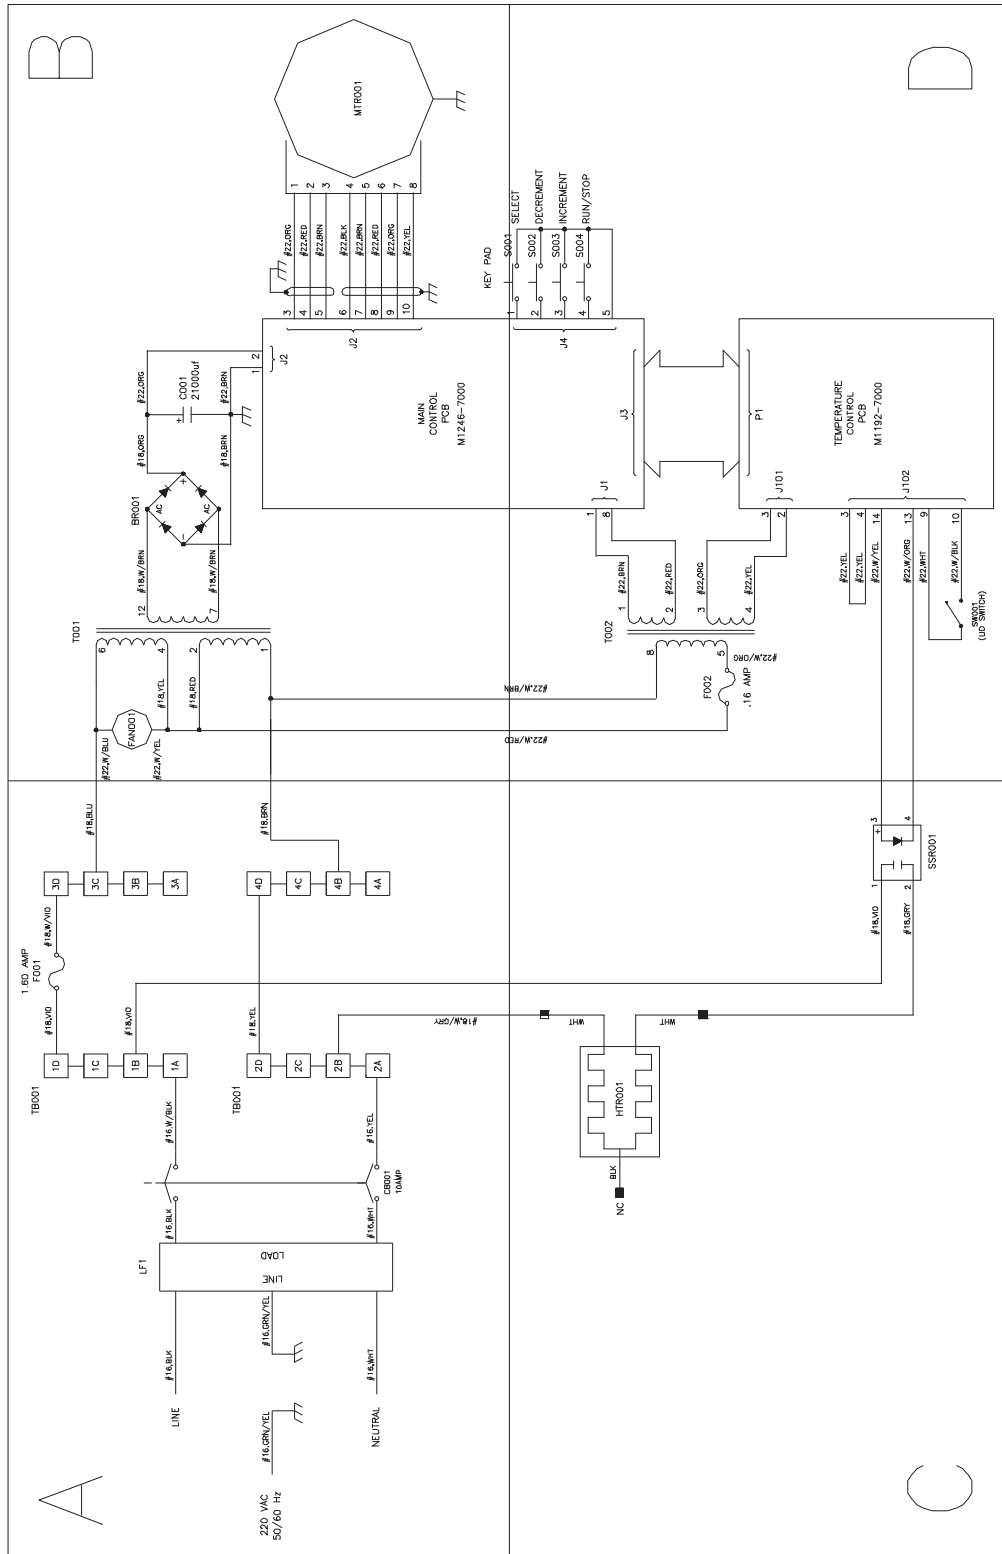 A
220 VAC
50/60 Hz
LINE
NEUTRAL
#16,BLK
#16,GRN/YEL
#16,GRN/YEL
#16,WHT
LF1
LINE
LOAD
#16,BLK
#16,WHT
CB001
10AMP
#16,W/BLK
#16,YEL
TB001
1D
1C
1B
1A
TB001
2D
2C
2B
2A
#18,VIO
1.60 AMP
F001
#18,W/VIO
#18,VIO
#18,YEL
#18,W/GRY
3D
3C
3B
3A
4D
4C
4B
4A
#18,BLU
#18,BRN
B
#22,W/BLU
#22,W/YEL
FAN001
#18,YEL
#18,RED
T001
6
4
2
1
12
7
#18,W/BRN
#18,W/BRN
BR001
AC
AC
+
-
#18,ORG
#18,BRN
C001
21000uf
+
#22,ORG
#22,BRN
J2
1
2
MAIN
CONTROL
PCB
M1246-7000
J2
3
4
5
6
7
8
9
10
#22,ORG
#22,RED
#22,BRN
#22,BLK
#22,BRN
#22,RED
#22,ORG
#22,YEL
1
2
3
4
5
6
7
8
MTR001
#22,W/BRN
#22,W/RED
C
NC
BLK
HTR001
WHT
WHT
SSR001
1
2
3
4
+
#18,VIO
#18,GRY
D
KEY PAD
S001
SELECT
S002
DECREMENT
S003
INCREMENT
S004
RUN/STOP
J4
1
2
3
4
5
J3
P1
J1
1
8
#22,BRN
#22,RED
T002
1
2
3
4
8
5
#22,ORG
#22,YEL
#22,W/ORG
F002
.16 AMP
TEMPERATURE
CONTROL
PCB
M1192-7000
J101
3
2
J102
3
4
14
13
9
10
#22,YEL
#22,YEL
#22,W/YEL
#22,W/ORG
#22,WHT
#22,W/BLK
SW001
(LID SWITCH)